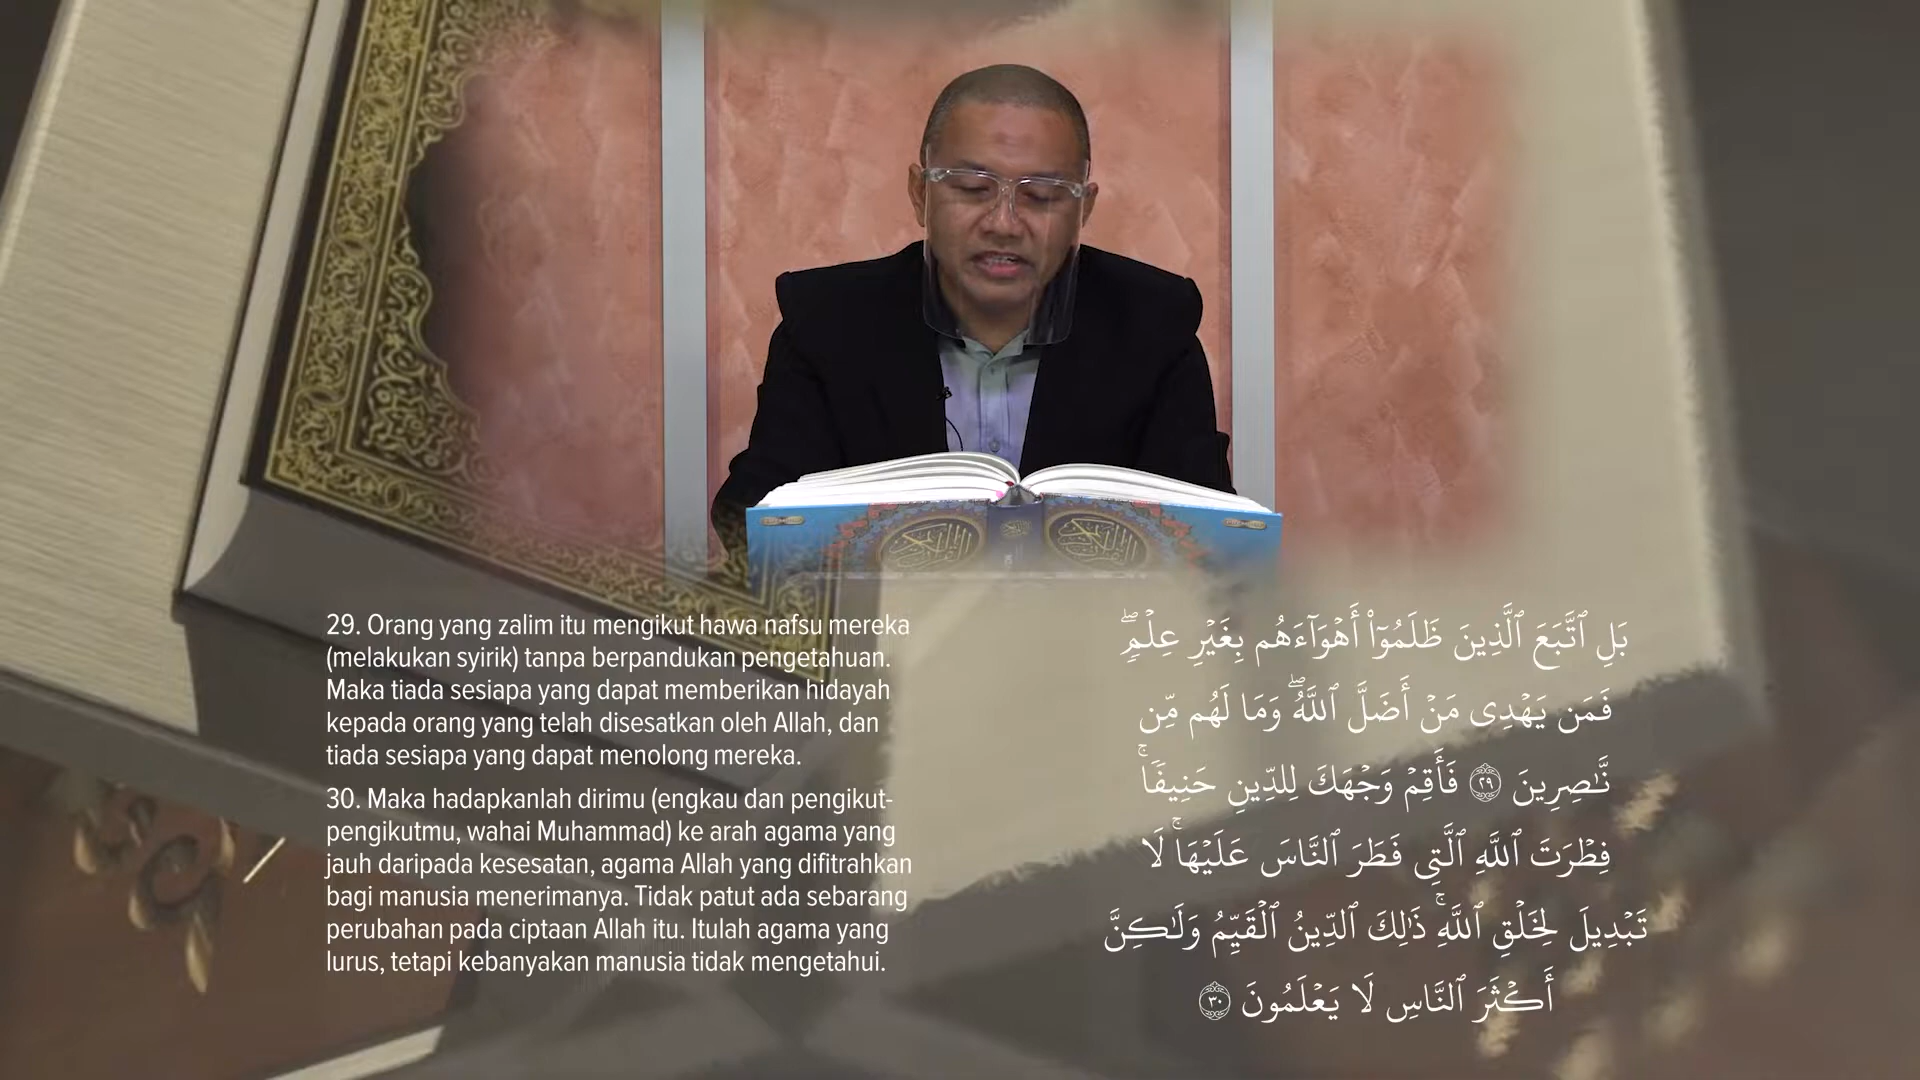 29. Orang yang zalim itu mengikut hawa nafsu mereka
(melakukan syirik) tanpa berpandukan pengetahuan.
Maka tiada sesiapa yang dapat memberikan hidayah
kepada orang yang telah disesatkan oleh Allah, dan
tiada sesiapa yang dapat menolong mereka.
30. Maka hadapkanlah dirimu (engkau dan pengikut-
pengikutmu, wahai Muhammad) ke arah agama yang
jauh daripada kesesatan, agama Allah yang difitrahkan
bagi manusia menerimanya. Tidak patut ada sebarang
perubahan pada ciptaan Allah itu. Itulah agama yang
lurus, tetapi kebanyakan manusia tidak mengetahui.
بَلِ ٱتَّبَعَ ٱلَّذِينَ ظَلَمُوٓا۟ أَهْوَآءَهُم بِغَيْرِ عِلْمٍۢ ۖ
فَمَن يَهْدِى مَنْ أَضَلَّ ٱللَّهُ ۖ وَمَا لَهُم مِّن
نَّـٰصِرِينَ ٢٩ فَأَقِمْ وَجْهَكَ لِلدِّينِ حَنِيفًۭا ۚ
فِطْرَتَ ٱللَّهِ ٱلَّتِى فَطَرَ ٱلنَّاسَ عَلَيْهَا ۚ لَا
تَبْدِيلَ لِخَلْقِ ٱللَّهِ ۚ ذَٰلِكَ ٱلدِّينُ ٱلْقَيِّمُ وَلَـٰكِنَّ
أَكْثَرَ ٱلنَّاسِ لَا يَعْلَمُونَ ٣٠